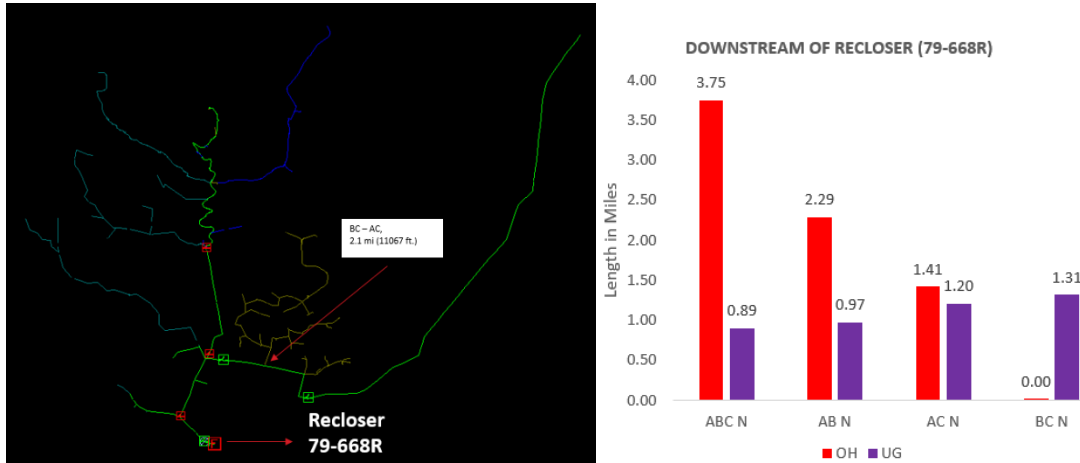 BC – AC,
2.1 mi (11067 ft.)
Recloser
79-668R
DOWNSTREAM OF RECLOSER (79-668R)
Length in Miles
4.00
3.50
3.00
2.50
2.00
1.50
1.00
0.50
0.00
3.75
0.89
2.29
0.97
1.41
1.20
0.00
1.31
ABC N
AB N
AC N
BC N
OH
UG